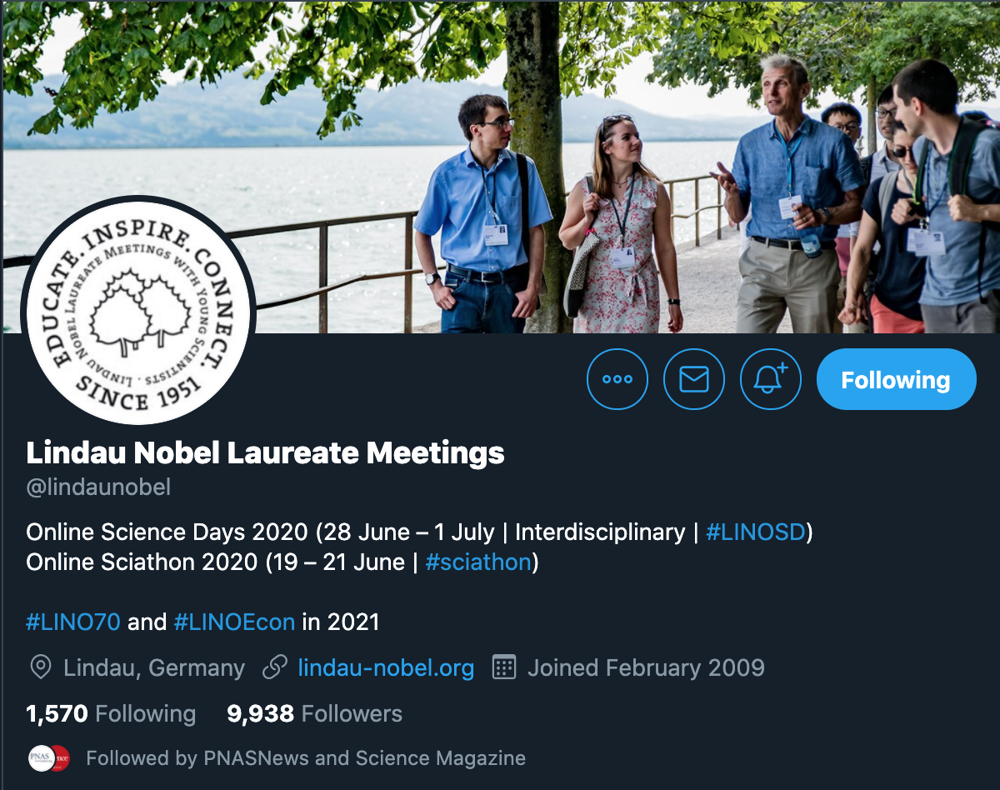 EDUCATE. INSPIRE. CONNECT.
LINDAU NOBEL LAUREATE MEETINGS WITH YOUNG SCIENTISTS ·
SINCE 1951
Following
Lindau Nobel Laureate Meetings
@lindaunobel
Online Science Days 2020 (28 June – 1 July | Interdisciplinary | #LINOSD)
Online Sciathon 2020 (19 – 21 June | #sciathon)
#LINO70 and #LINOEcon in 2021
Lindau, Germany lindau-nobel.org Joined February 2009
1,570 Following 9,938 Followers
PNAS
Followed by PNASNews and Science Magazine